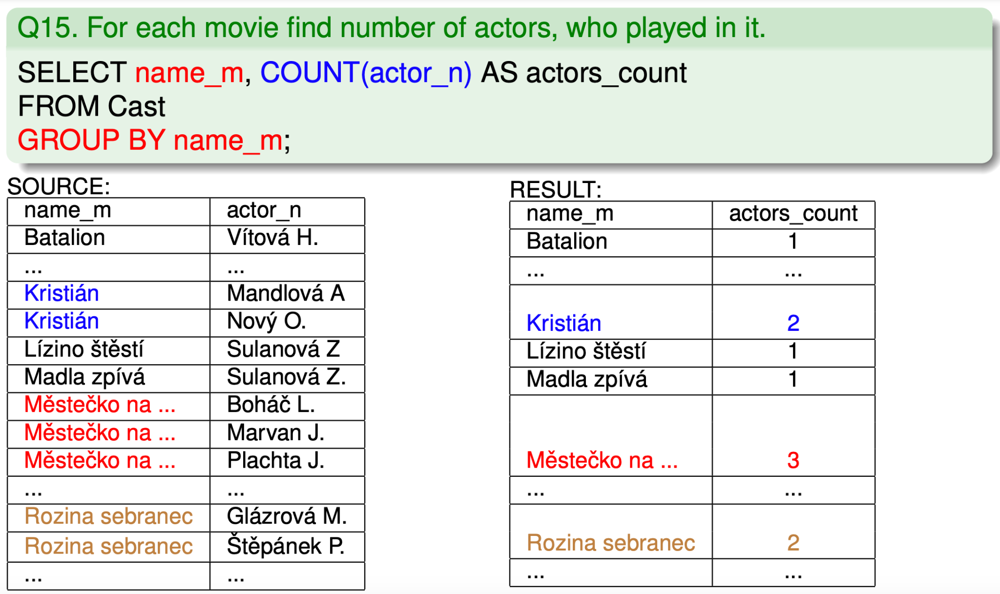 Q15. For each movie find number of actors, who played in it.
SELECT name_m, COUNT(actor_n) AS actors_count
FROM Cast
GROUP BY name_m;
SOURCE:
name_m actor_n
Batalion Vítová H.
... ...
Kristián Mandlová A
Kristián Nový O.
Lízino štěstí Sulanová Z
Madla zpívá Sulanová Z.
Městečko na ... Boháč L.
Městečko na ... Marvan J.
Městečko na ... Plachta J.
... ...
Rozina sebranec Glázrová M.
Rozina sebranec Štěpánek P.
... ...
RESULT:
name_m actors_count
Batalion 1
... ...
Kristián 2
Lízino štěstí 1
Madla zpívá 1
Městečko na ... 3
... ...
Rozina sebranec 2
... ...